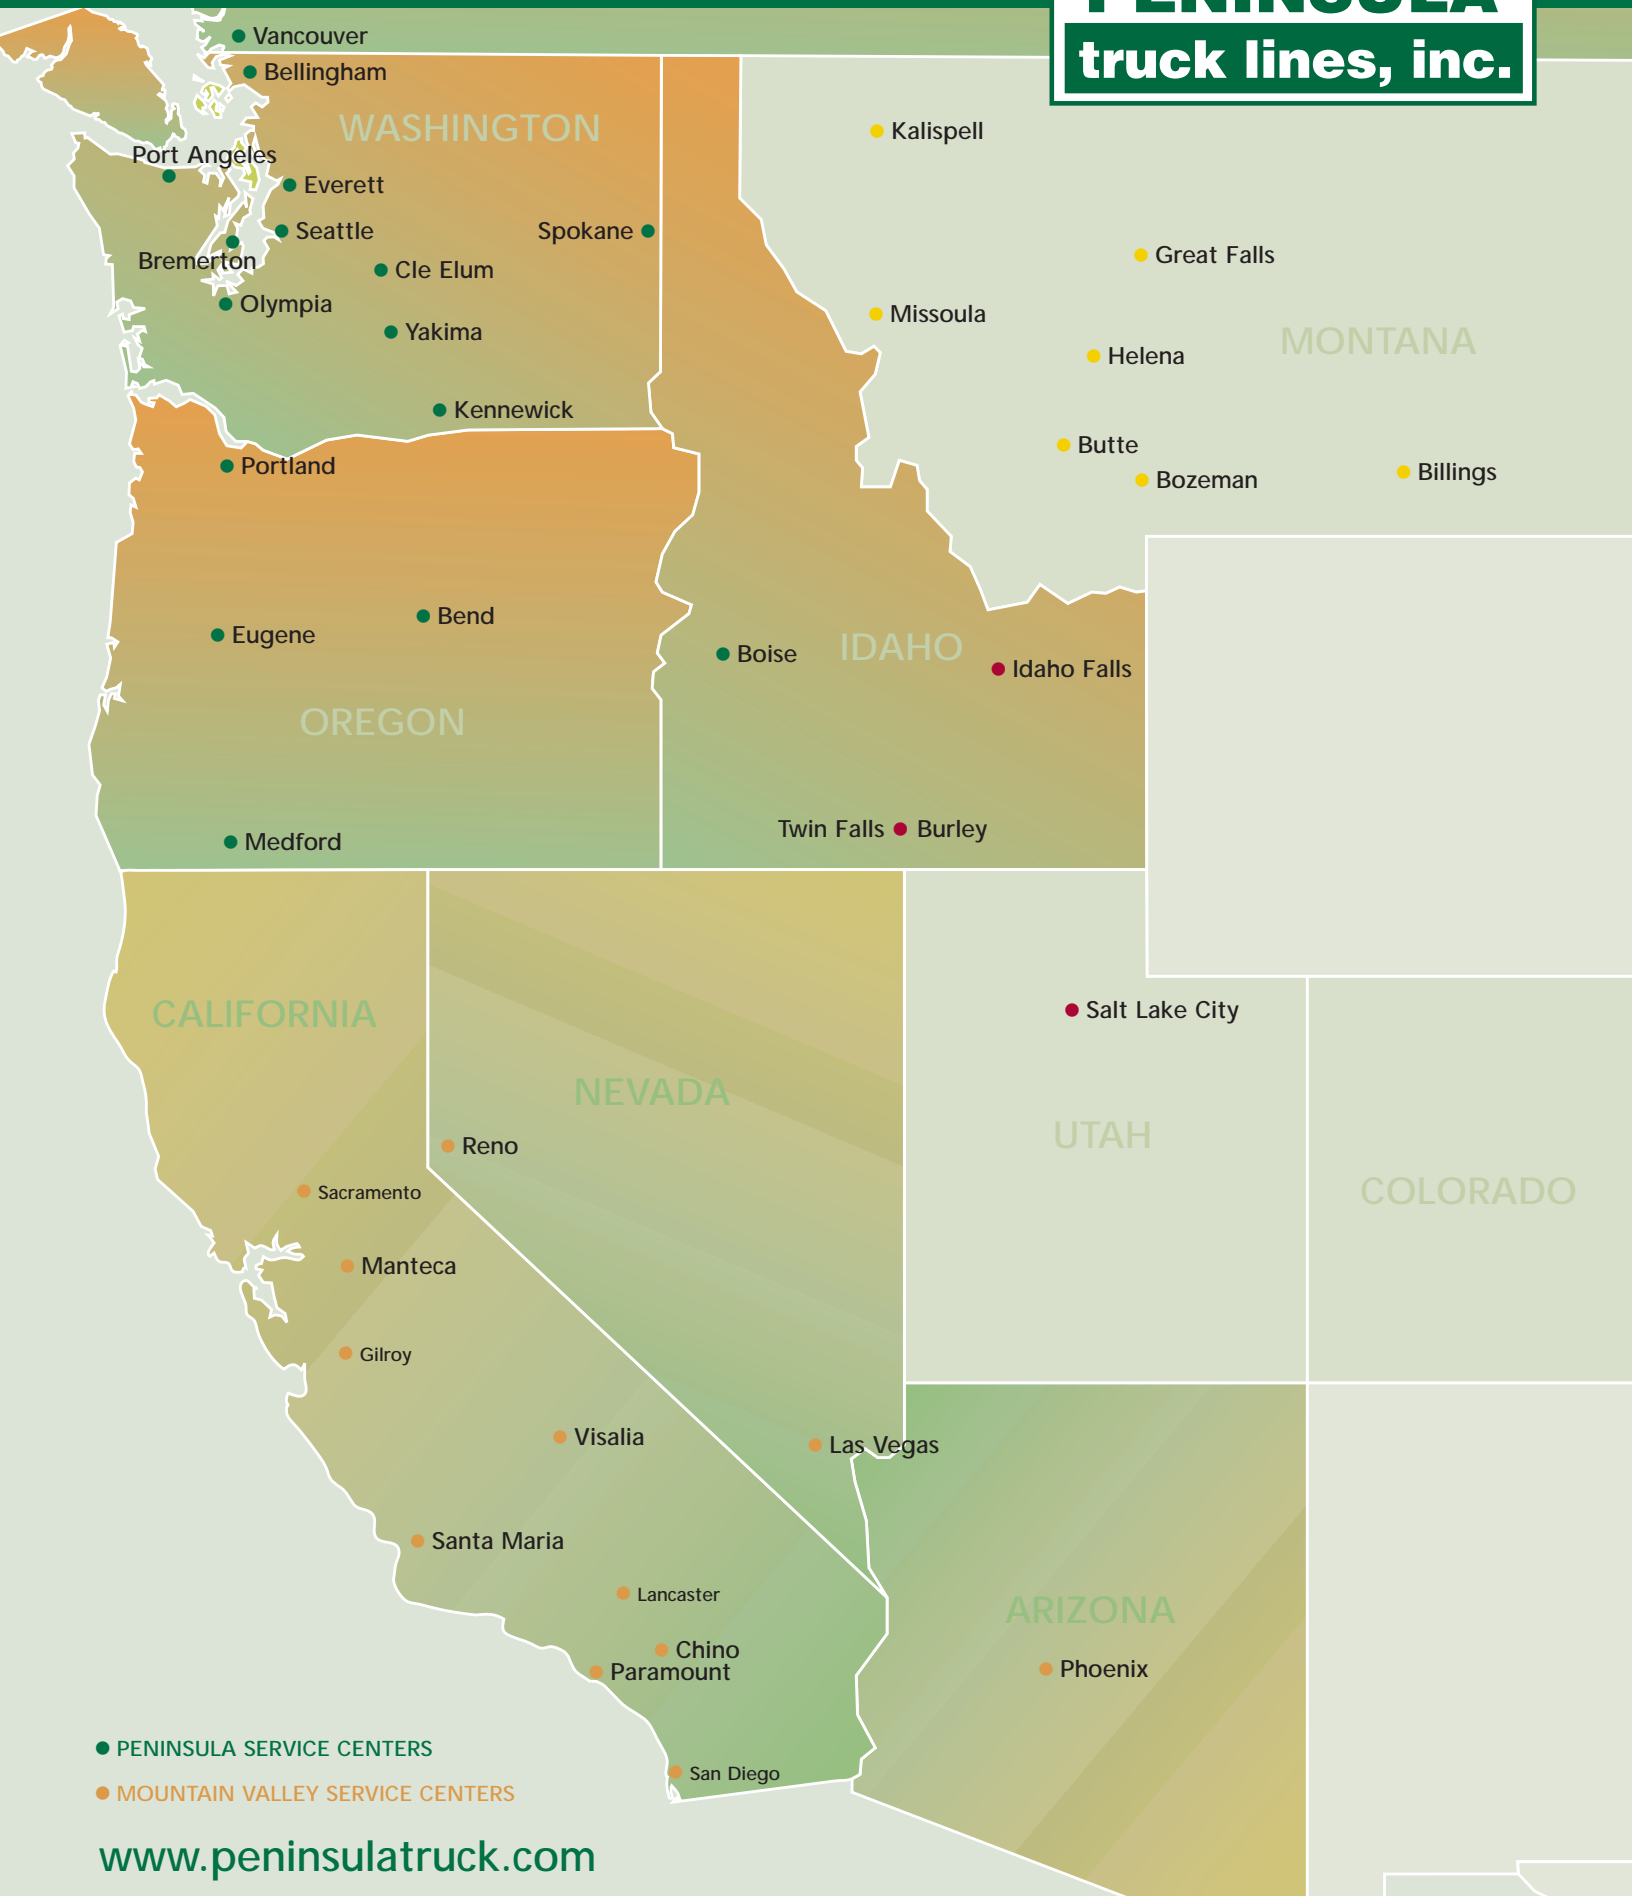 PENINSULA
truck lines, inc.
Vancouver
Bellingham
WASHINGTON
Kalispell
Port Angeles
Everett
Seattle
Spokane
Great Falls
Bremerton
Cle Elum
Olympia
Missoula
Yakima
MONTANA
Helena
Kennewick
Butte
Portland
Billings
Bozeman
Bend
Eugene
Boise
IDAHO
Idaho Falls
OREGON
Twin Falls
Burley
Medford
CALIFORNIA
Salt Lake City
NEVADA
UTAH
Reno
Sacramento
COLORADO
Manteca
Gilroy
Visalia
Las Vegas
Santa Maria
Lancaster
ARIZONA
Chino
Phoenix
Paramount
PENINSULA SERVICE CENTERS
San Diego
MOUNTAIN VALLEY SERVICE CENTERS
www.peninsulatruck.com